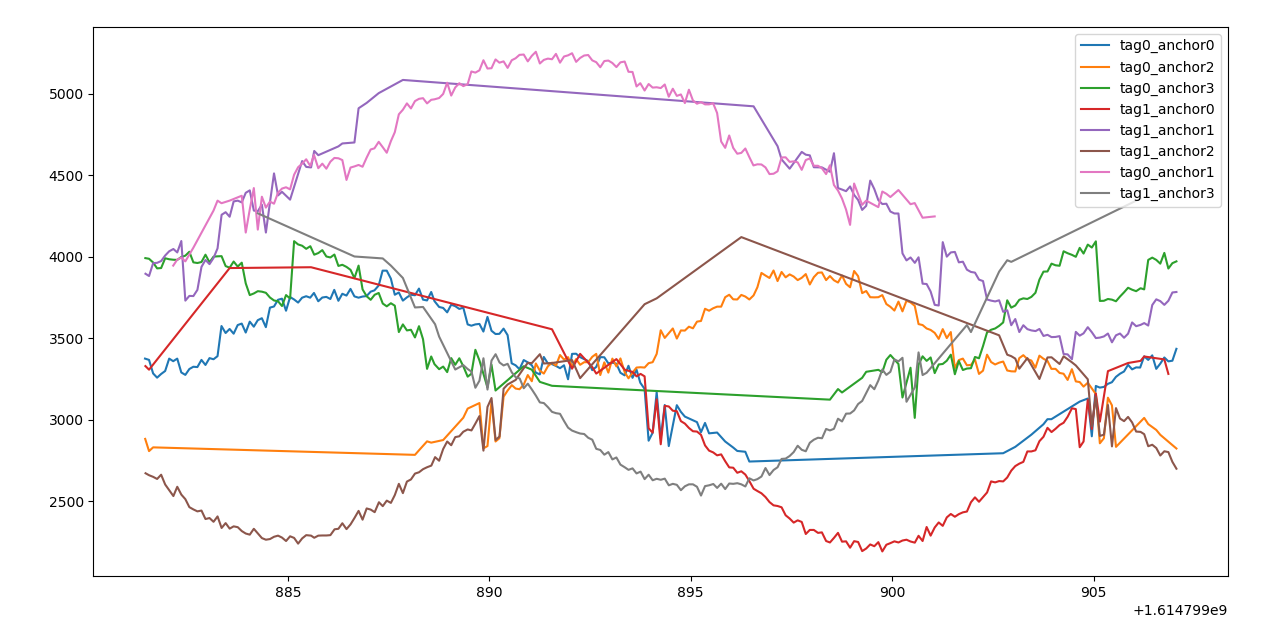 tag0_anchor0
tag0_anchor2
tag0_anchor3
tag1_anchor0
tag1_anchor1
tag1_anchor2
tag0_anchor1
tag1_anchor3
5000
4500
4000
3500
3000
2500
885 890 895 900 905
+1.614799e9